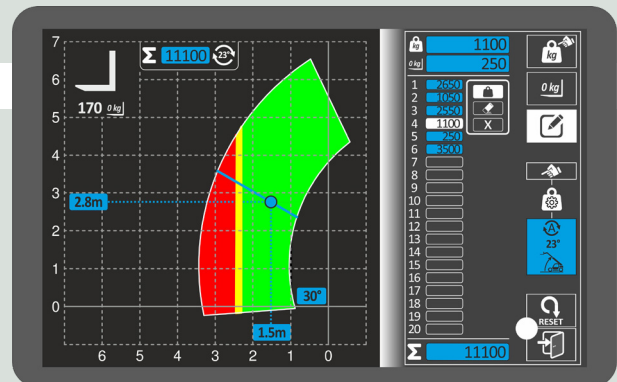 7
6
5
4
3
2
1
0
6 5 4 3 2 1 0
Σ 11100 23°
170 0 kg
2.8m
30°
1.5m
kg 1100
0 kg 250
1 2650
2 1050
3 2550
4 1100
5 250
6 3500
7
8
9
10
11
12
13
14
15
16
17
18
19
20
X
Σ 11100
kg
0 kg
A
23°
RESET